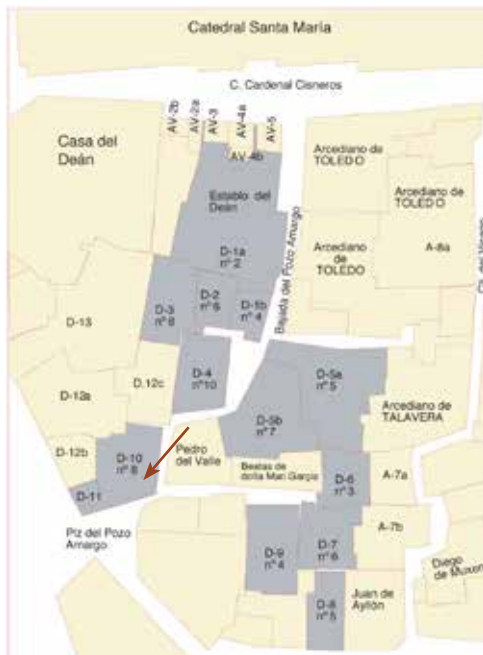 Catedral Santa María
C. Cardenal Cisneros
AV-2b
AV-2a
AV-3
AV-4a
AV-5
AV-4b
Casa del
Deán
Establo del
Deán
D-1a
nº 2
Arcediano de
TOLEDO
Arcediano de
TOLEDO
Arcediano de
TOLEDO
A-8a
Bajada del Pozo Amargo
D-13
D-3
nº 8
D-2
nº 6
D-1b
nº 4
D-4
nº10
D.12c
D-12a
D-5a
nº 5
D-5b
nº 7
Arcediano de
TALAVERA
D-12b
D-10
nº 8
D-11
Pedro
del Valle
Bestas de
doña Mari Garçia
D-6
nº 3
A-7a
A-7b
Plz del Pozo
Amargo
D-9
nº 4
D-7
nº 6
D-8
nº 5
Juan de
Ayllón
Diego